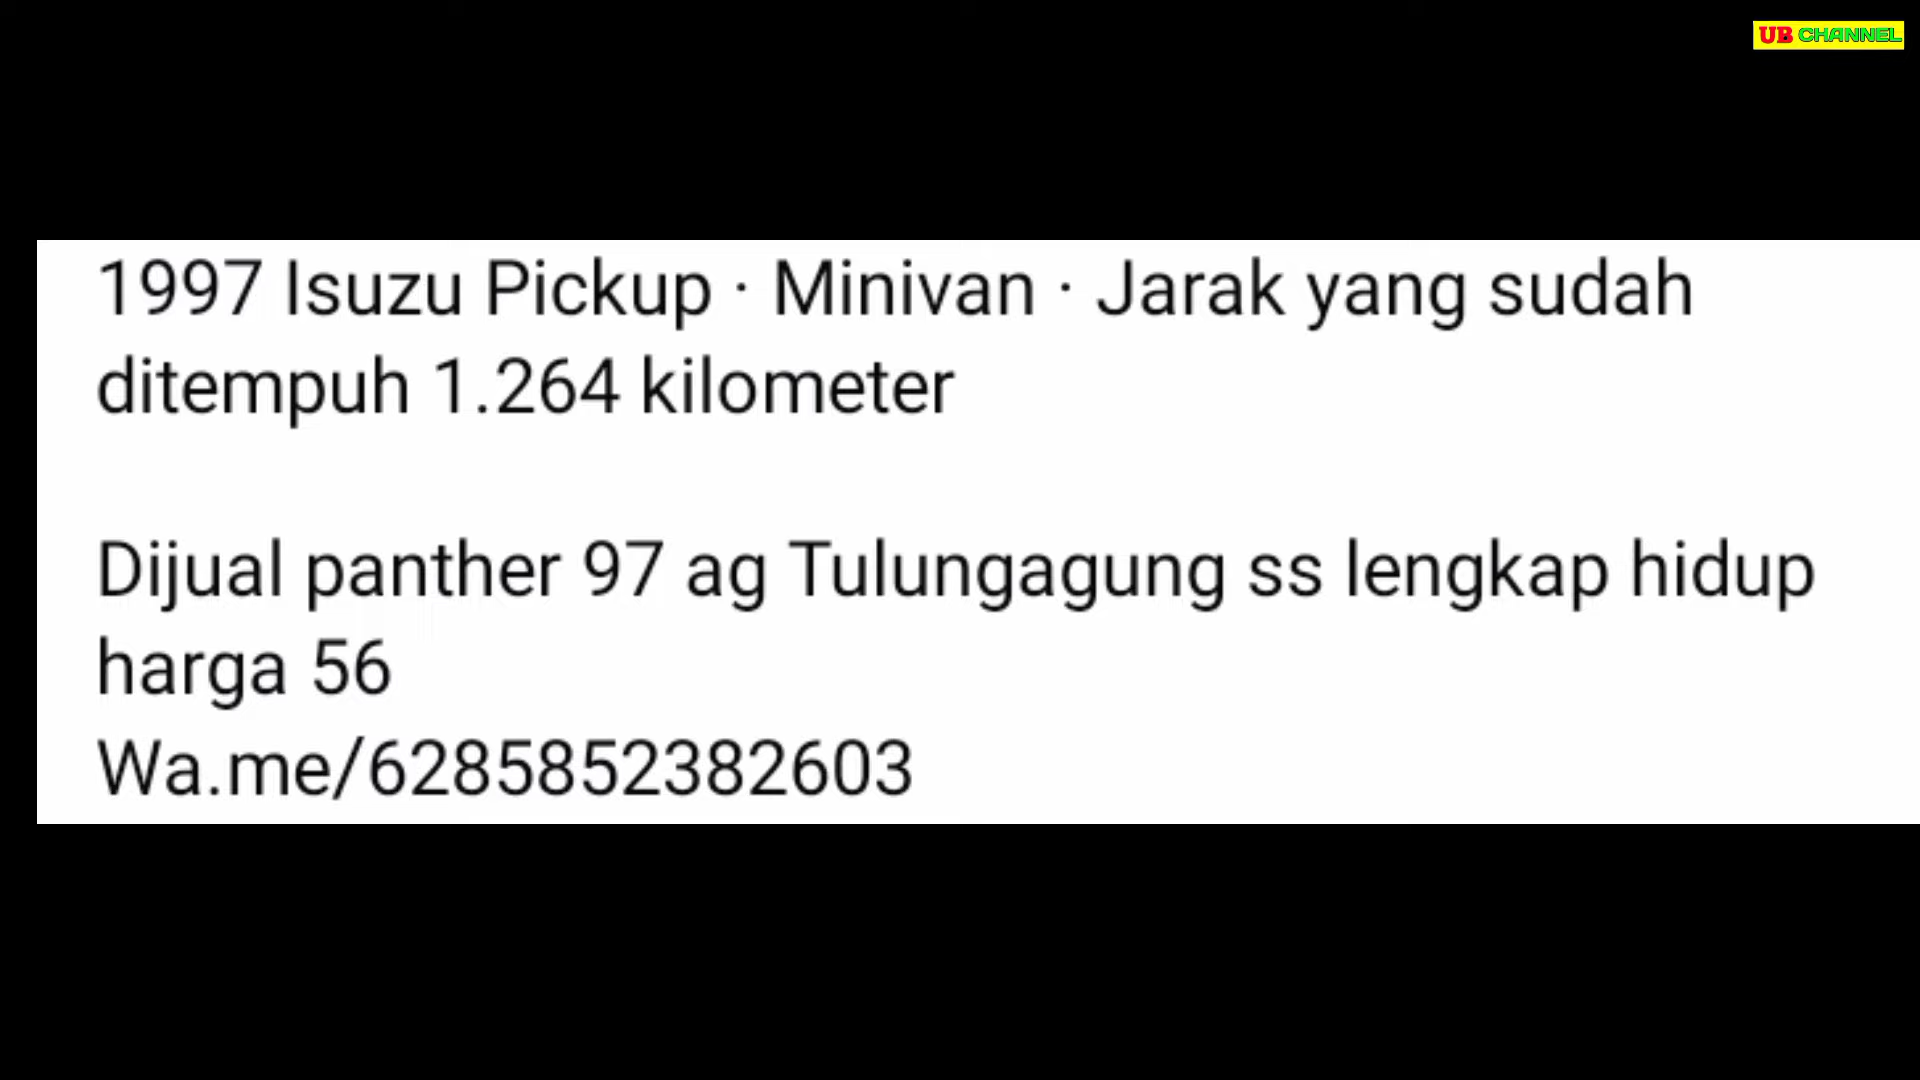 UB CHANNEL
1997 Isuzu Pickup · Minivan · Jarak yang sudah
ditempuh 1.264 kilometer
Dijual panther 97 ag Tulungagung ss lengkap hidup
harga 56
Wa.me/6285852382603